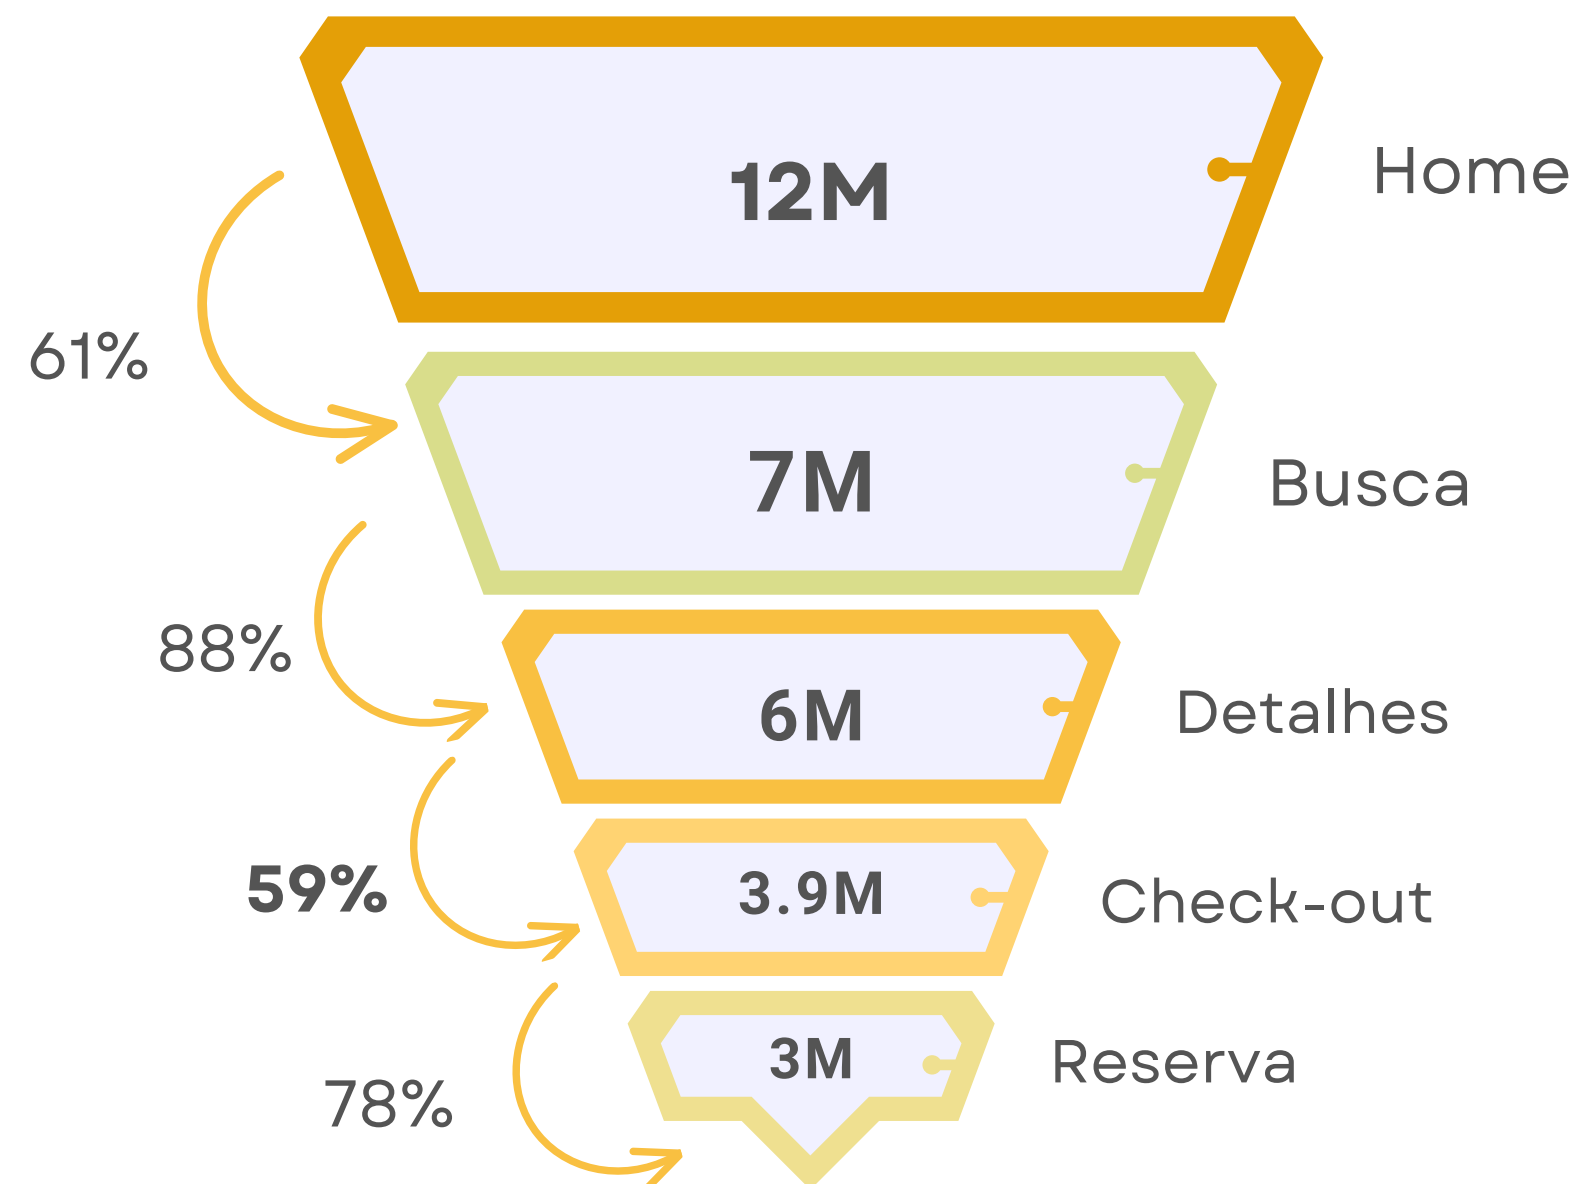 12M
Home
61%
7M
Busca
88%
6M
Detalhes
59%
3.9M
Check-out
78%
3M
Reserva